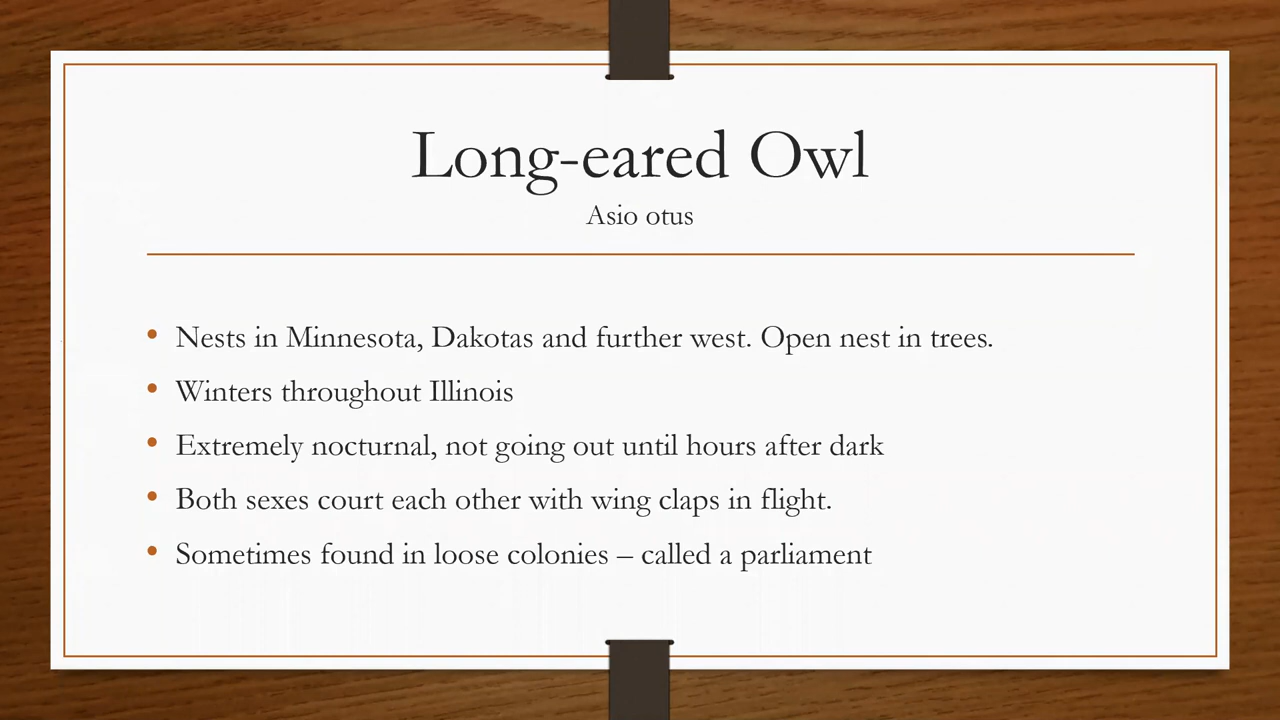 Long-eared Owl
Asio otus
• Nests in Minnesota, Dakotas and further west. Open nest in trees.
• Winters throughout Illinois
• Extremely nocturnal, not going out until hours after dark
• Both sexes court each other with wing claps in flight.
• Sometimes found in loose colonies – called a parliament